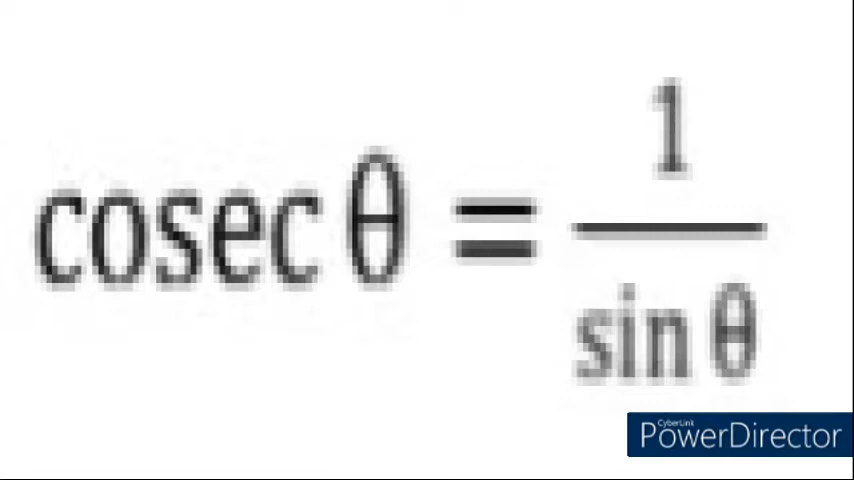 cosec θ = 1 / sin θ
CyberLink
PowerDirector